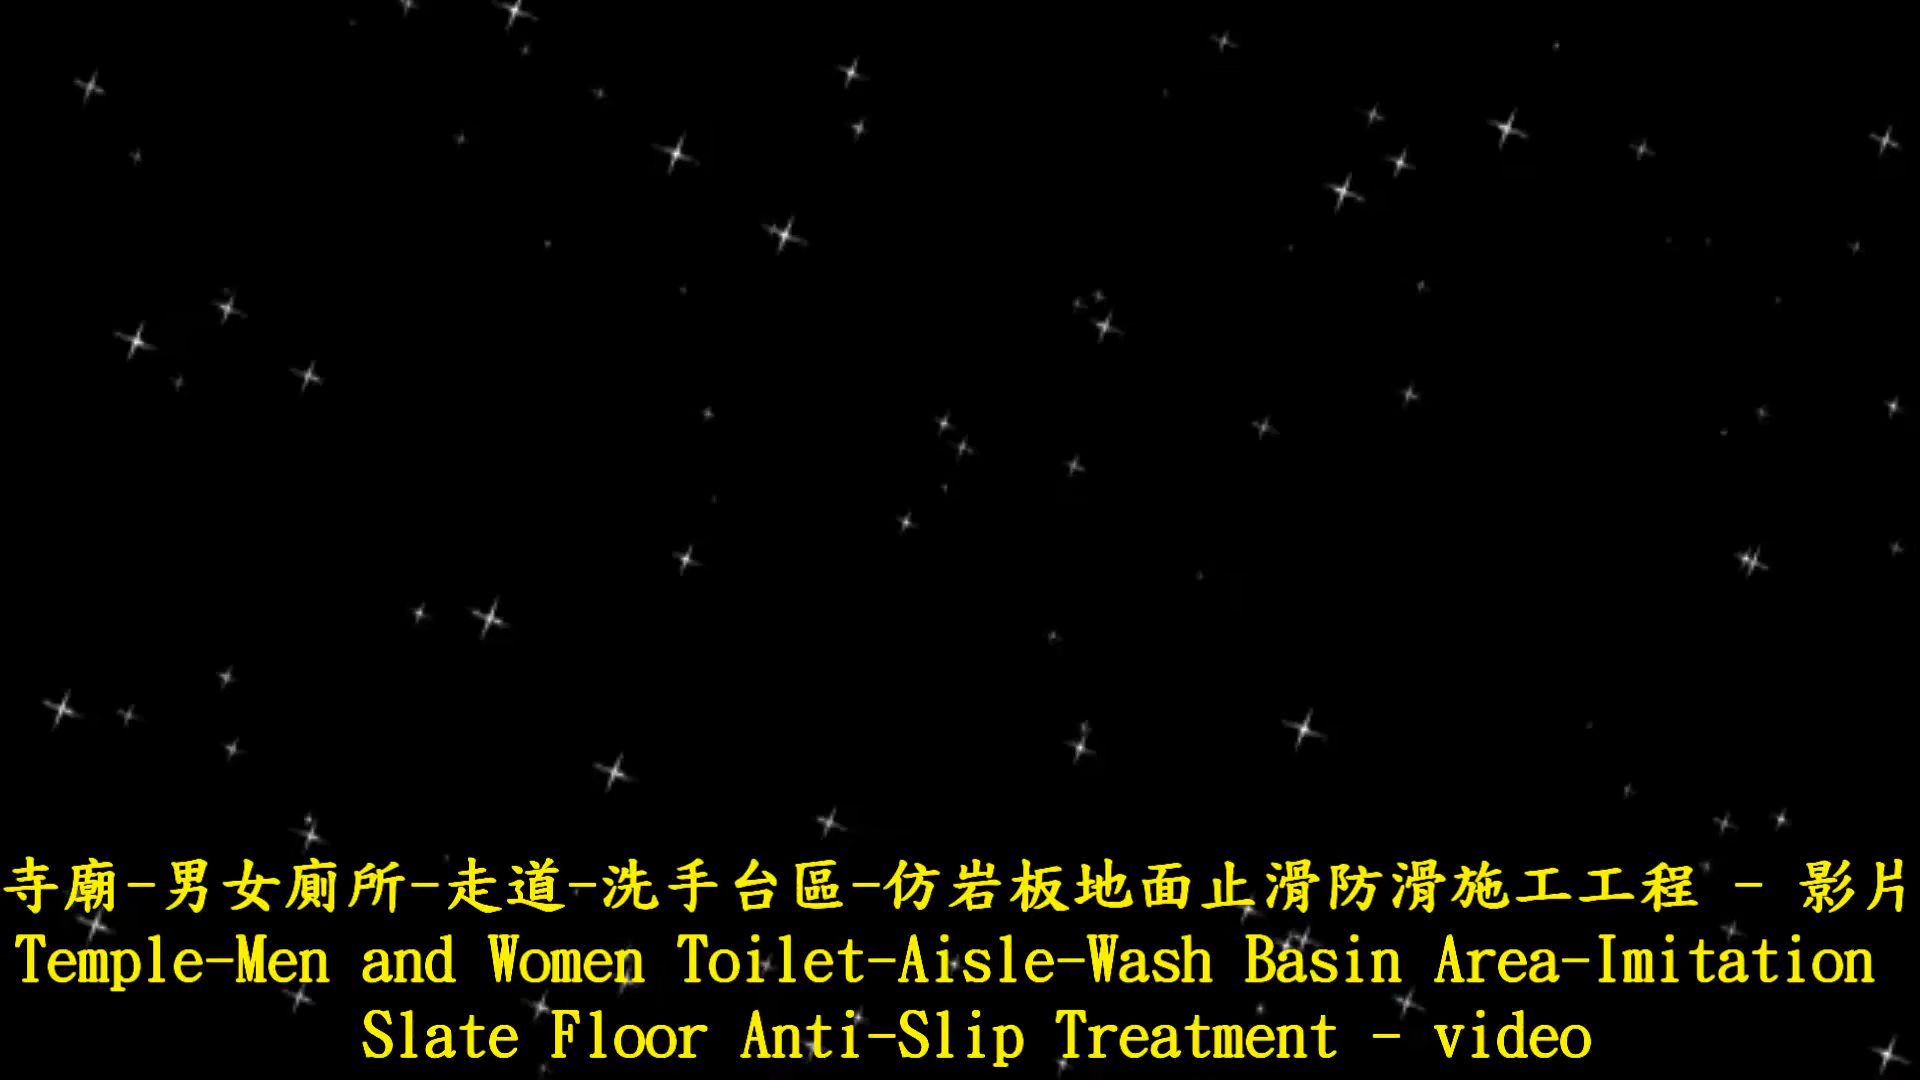 寺廟-男女廁所-走道-洗手台區-仿岩板地面止滑防滑施工工程 - 影片
Temple-Men and Women Toilet-Aisle-Wash Basin Area-Imitation
Slate Floor Anti-Slip Treatment - video